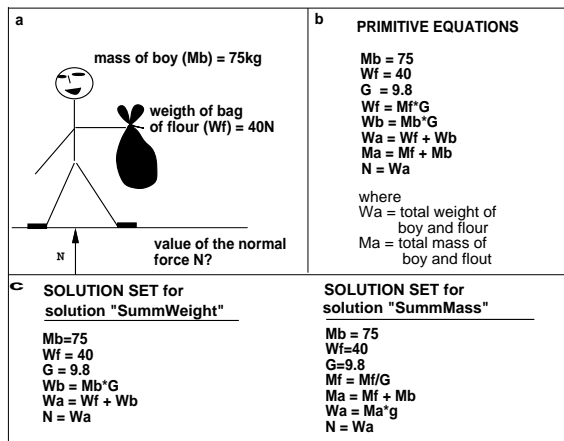 a
mass of boy (Mb) = 75kg
weigth of bag
of flour (Wf) = 40N
N
value of the normal
force N?
b
PRIMITIVE EQUATIONS
Mb = 75
Wf = 40
G = 9.8
Wf = Mf*G
Wb = Mb*G
Wa = Wf + Wb
Ma = Mf + Mb
N = Wa
where
Wa = total weight of
boy and flour
Ma = total mass of
boy and flout
c
SOLUTION SET for
solution "SummWeight"
Mb=75
Wf = 40
G = 9.8
Wb = Mb*G
Wa = Wf + Wb
N = Wa
SOLUTION SET for
solution "SummMass"
Mb = 75
Wf=40
G=9.8
Mf = Mf/G
Ma = Mf + Mb
Wa = Ma*g
N = Wa